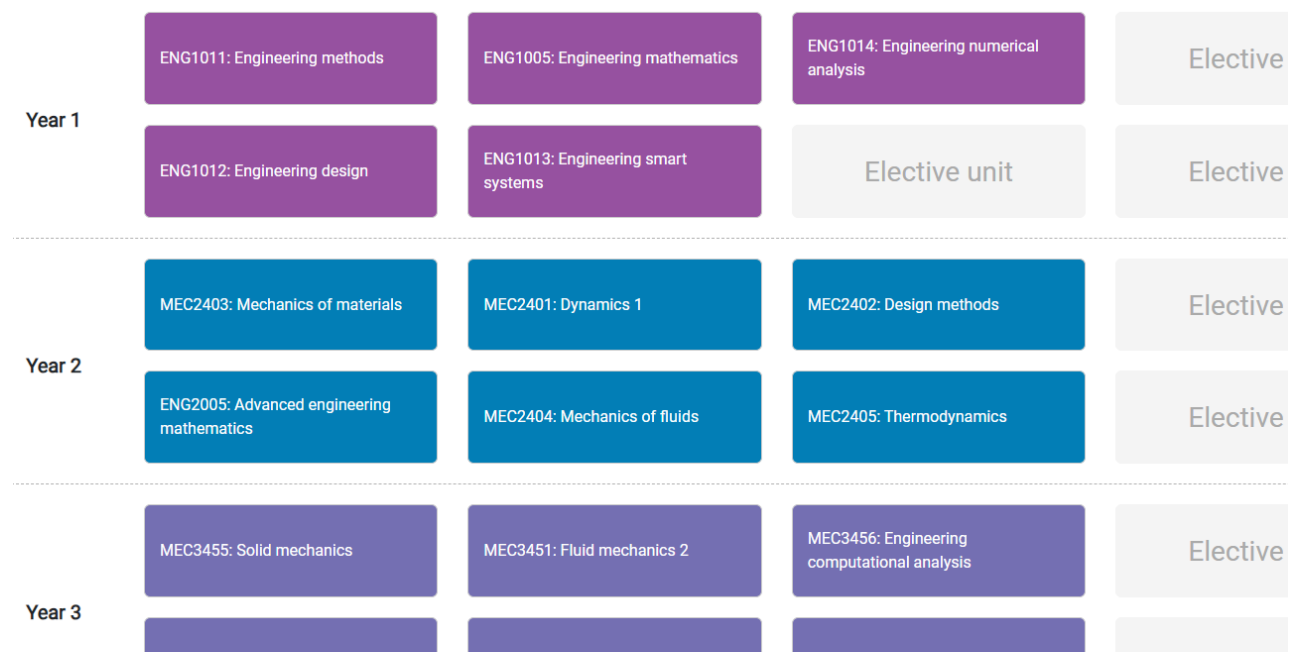 ENG1011: Engineering methods
ENG1005: Engineering mathematics
ENG1014: Engineering numerical
analysis
Elective
Year 1
ENG1012: Engineering design
ENG1013: Engineering smart
systems
Elective unit
Elective
MEC2403: Mechanics of materials
MEC2401: Dynamics 1
MEC2402: Design methods
Elective
Year 2
ENG2005: Advanced engineering
mathematics
MEC2404: Mechanics of fluids
MEC2405: Thermodynamics
Elective
MEC3455: Solid mechanics
MEC3451: Fluid mechanics 2
MEC3456: Engineering
computational analysis
Elective
Year 3